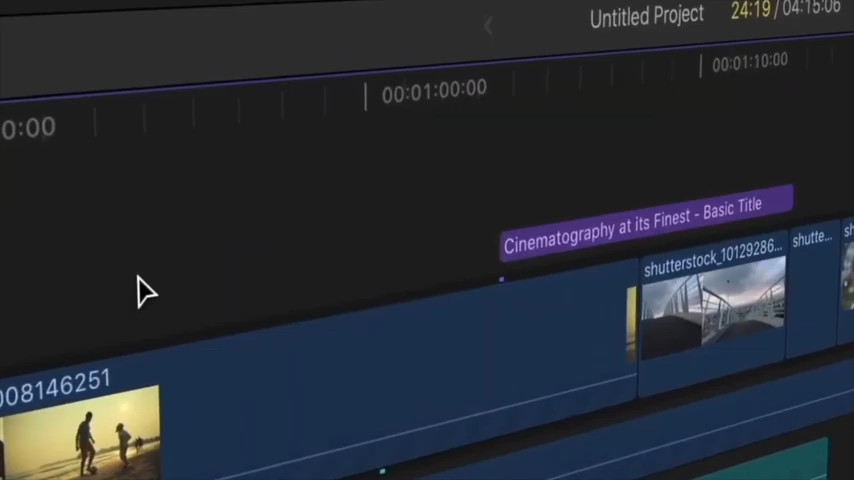 Untitled Project 24:19 / 04:15:06
0:00 00:01:00:00 00:01:10:00
Cinematography at its Finest - Basic Title
shutterstock_10129286... shutte... sh
008146251